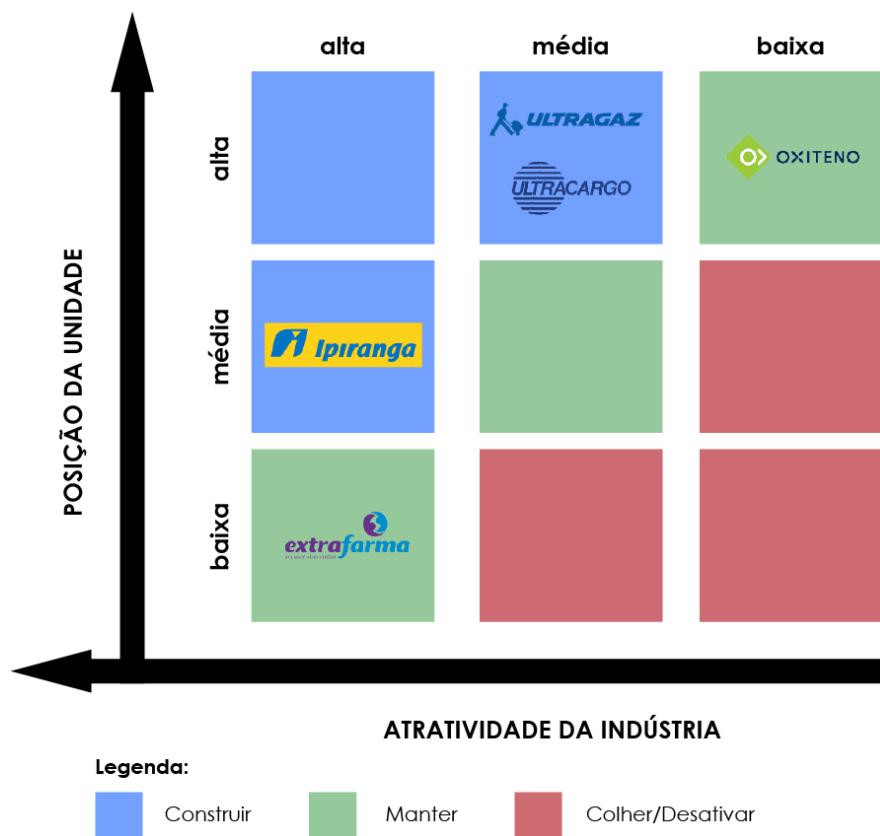 alta média baixa
alta
ULTRAGAZ
ULTRACARGO
OXITENO
POSIÇÃO DA UNIDADE
média
Ipiranga
baixa
extrafarma
ATRATIVIDADE DA INDÚSTRIA
Legenda:
Construir Manter Colher/Desativar